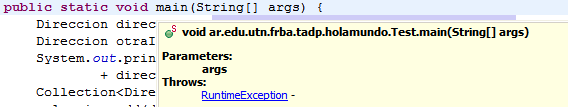 public static void main(String[] args) {
Direccion direc
Direccion otraI
System.out.prin
+ direc
Collection<Dire
void ar.edu.utn.frba.tadp.holamundo.Test.main(String[] args)
Parameters:
args
Throws:
RuntimeException -